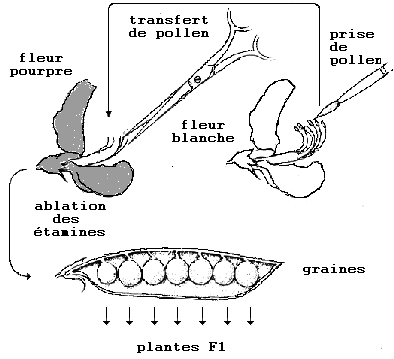 transfert
de pollen
prise
de
pollen
fleur
pourpre
fleur
blanche
ablation
des
étamines
graines
plantes F1